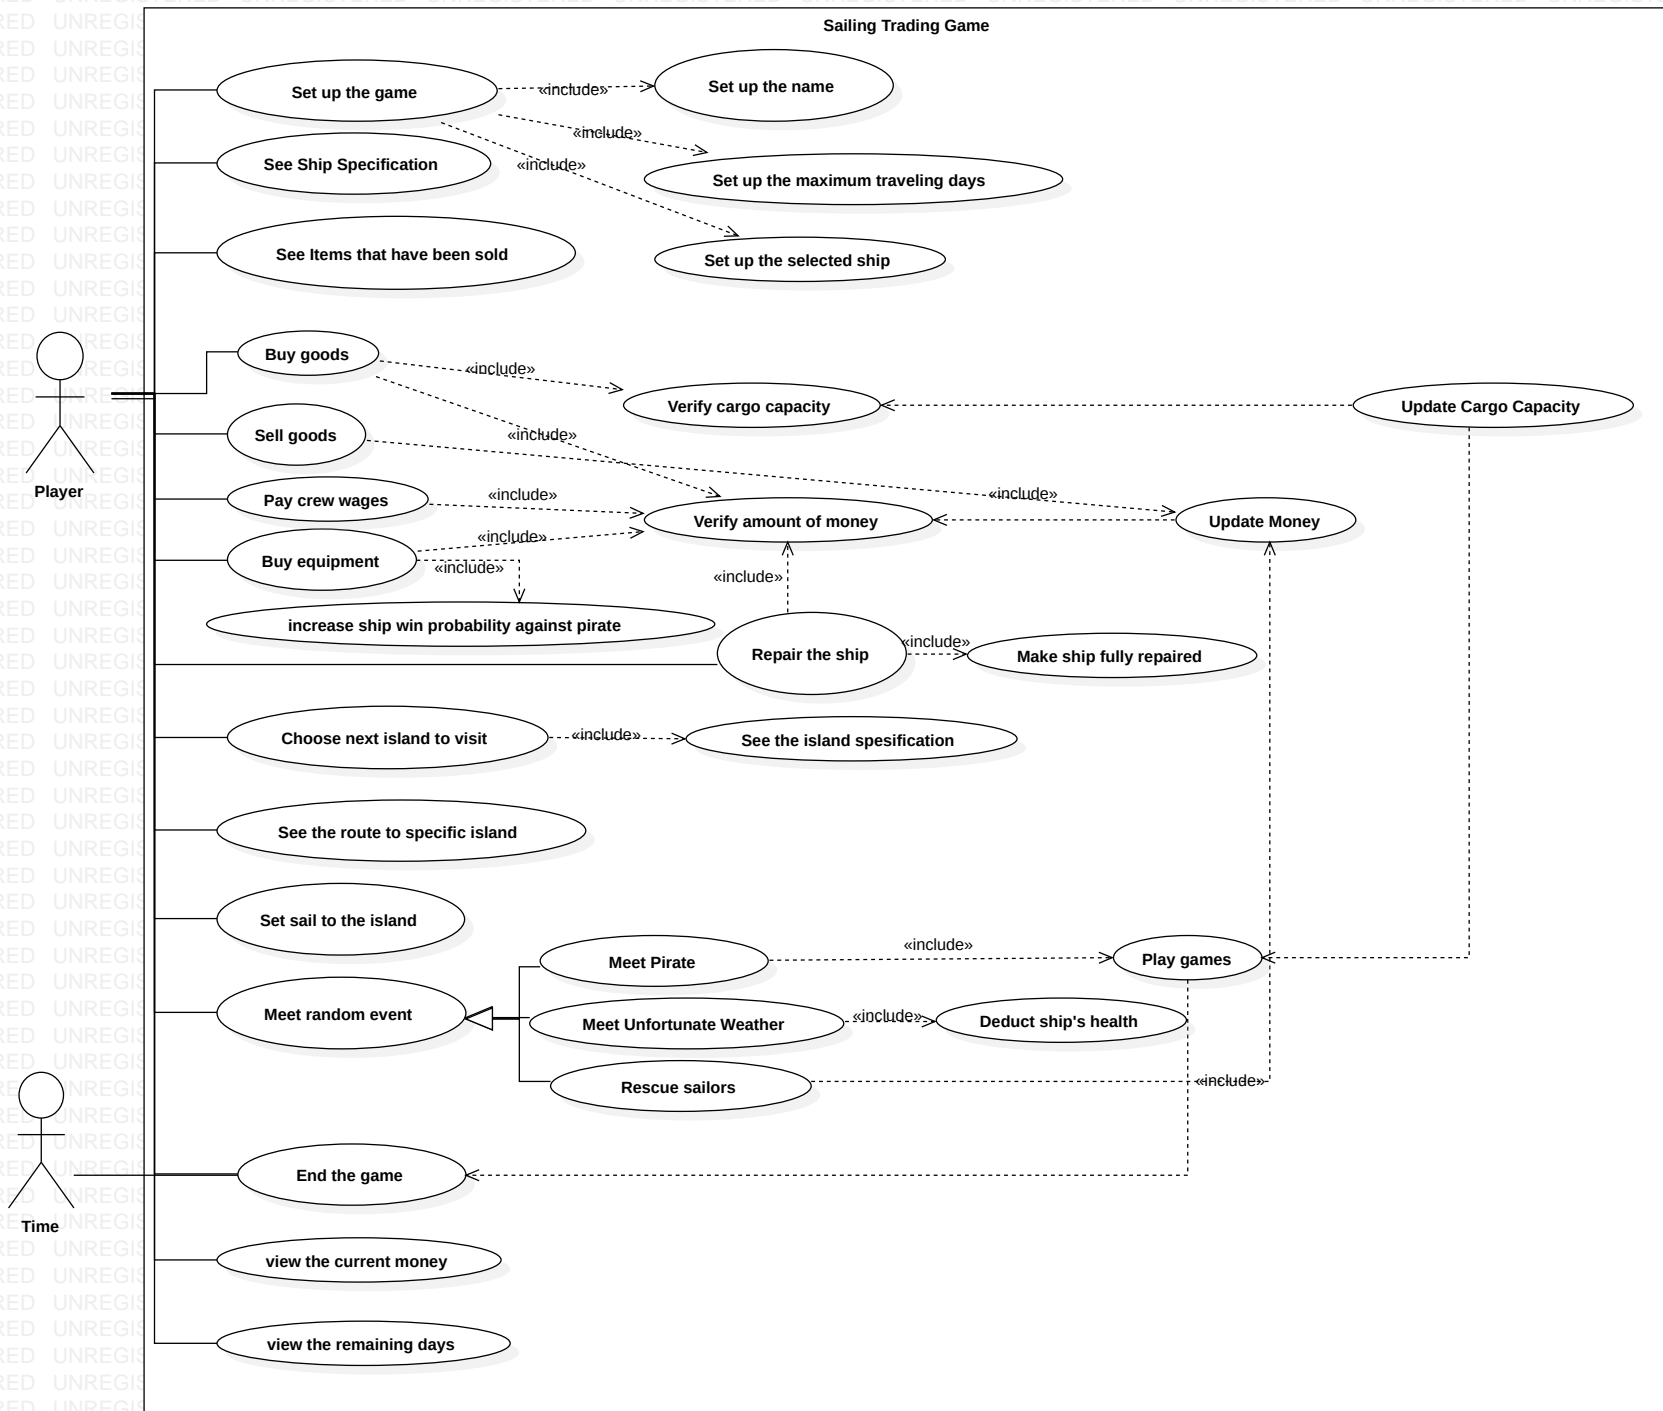 Sailing Trading Game
Set up the game
«include»
Set up the name
«include»
Set up the maximum traveling days
See Ship Specification
«include»
Set up the selected ship
See Items that have been sold
Buy goods
«include»
Verify cargo capacity
Update Cargo Capacity
Sell goods
«include»
Player
Pay crew wages
«include»
«include»
Verify amount of money
Update Money
Buy equipment
«include»
«include»
«include»
increase ship win probability against pirate
Repair the ship
«include»
Make ship fully repaired
Choose next island to visit
«include»
See the island spesification
See the route to specific island
Set sail to the island
Meet Pirate
«include»
Play games
Meet random event
Meet Unfortunate Weather
«include»
Deduct ship's health
Rescue sailors
«include»
End the game
Time
view the current money
view the remaining days